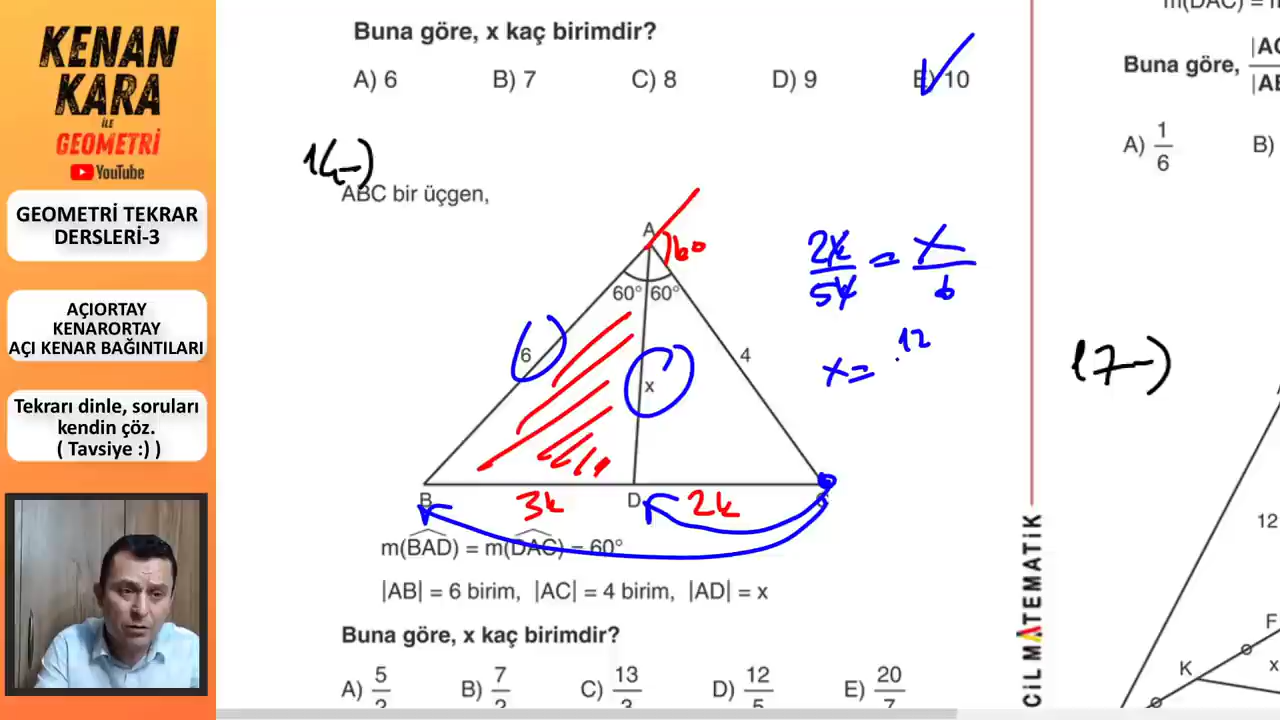 KENAN
KARA
İLE
GEOMETRİ
YouTube
GEOMETRİ TEKRAR
DERSLERİ-3
AÇIORTAY
KENARORTAY
AÇI KENAR BAĞINTILARI
Tekrarı dinle, soruları
kendin çöz.
( Tavsiye :) )
Buna göre, x kaç birimdir?
A) 6 B) 7 C) 8 D) 9 E) 10
14-)
ABC bir üçgen,
A
60
60° 60°
6
x
4
B
3k
D
2k
C
2k/5k = x/6
x = 12
m(BAD) = m(DAC) = 60°
|AB| = 6 birim, |AC| = 4 birim, |AD| = x
Buna göre, x kaç birimdir?
A) 5/2 B) 7/2 C) 13/3 D) 12/5 E) 20/7
CİL MATEMATİK
Buna göre,
A) 1/6 B)
17-)
12
F
K
x